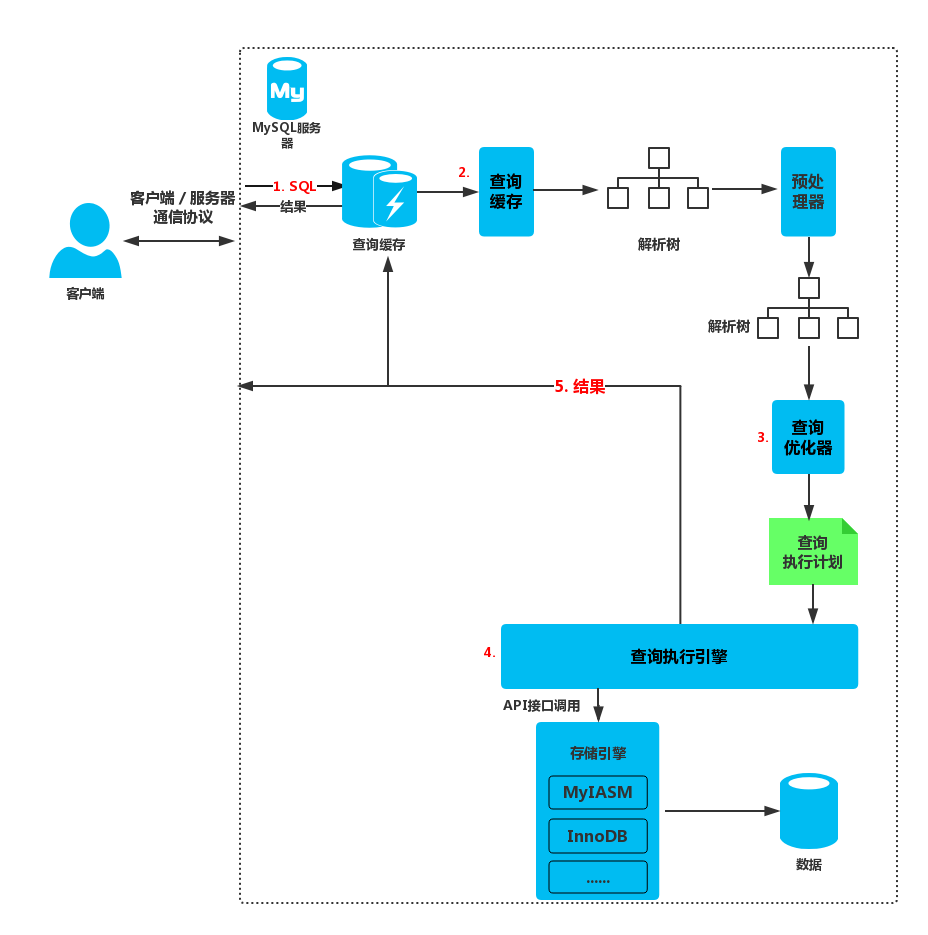 My
MySQL服务
器
客户端 / 服务器
通信协议
客户端
1. SQL
结果
查询缓存
2.
查询
缓存
解析树
预处
理器
解析树
3.
查询
优化器
查询
执行计划
5. 结果
4.
查询执行引擎
API接口调用
存储引擎
MyIASM
InnoDB
......
数据